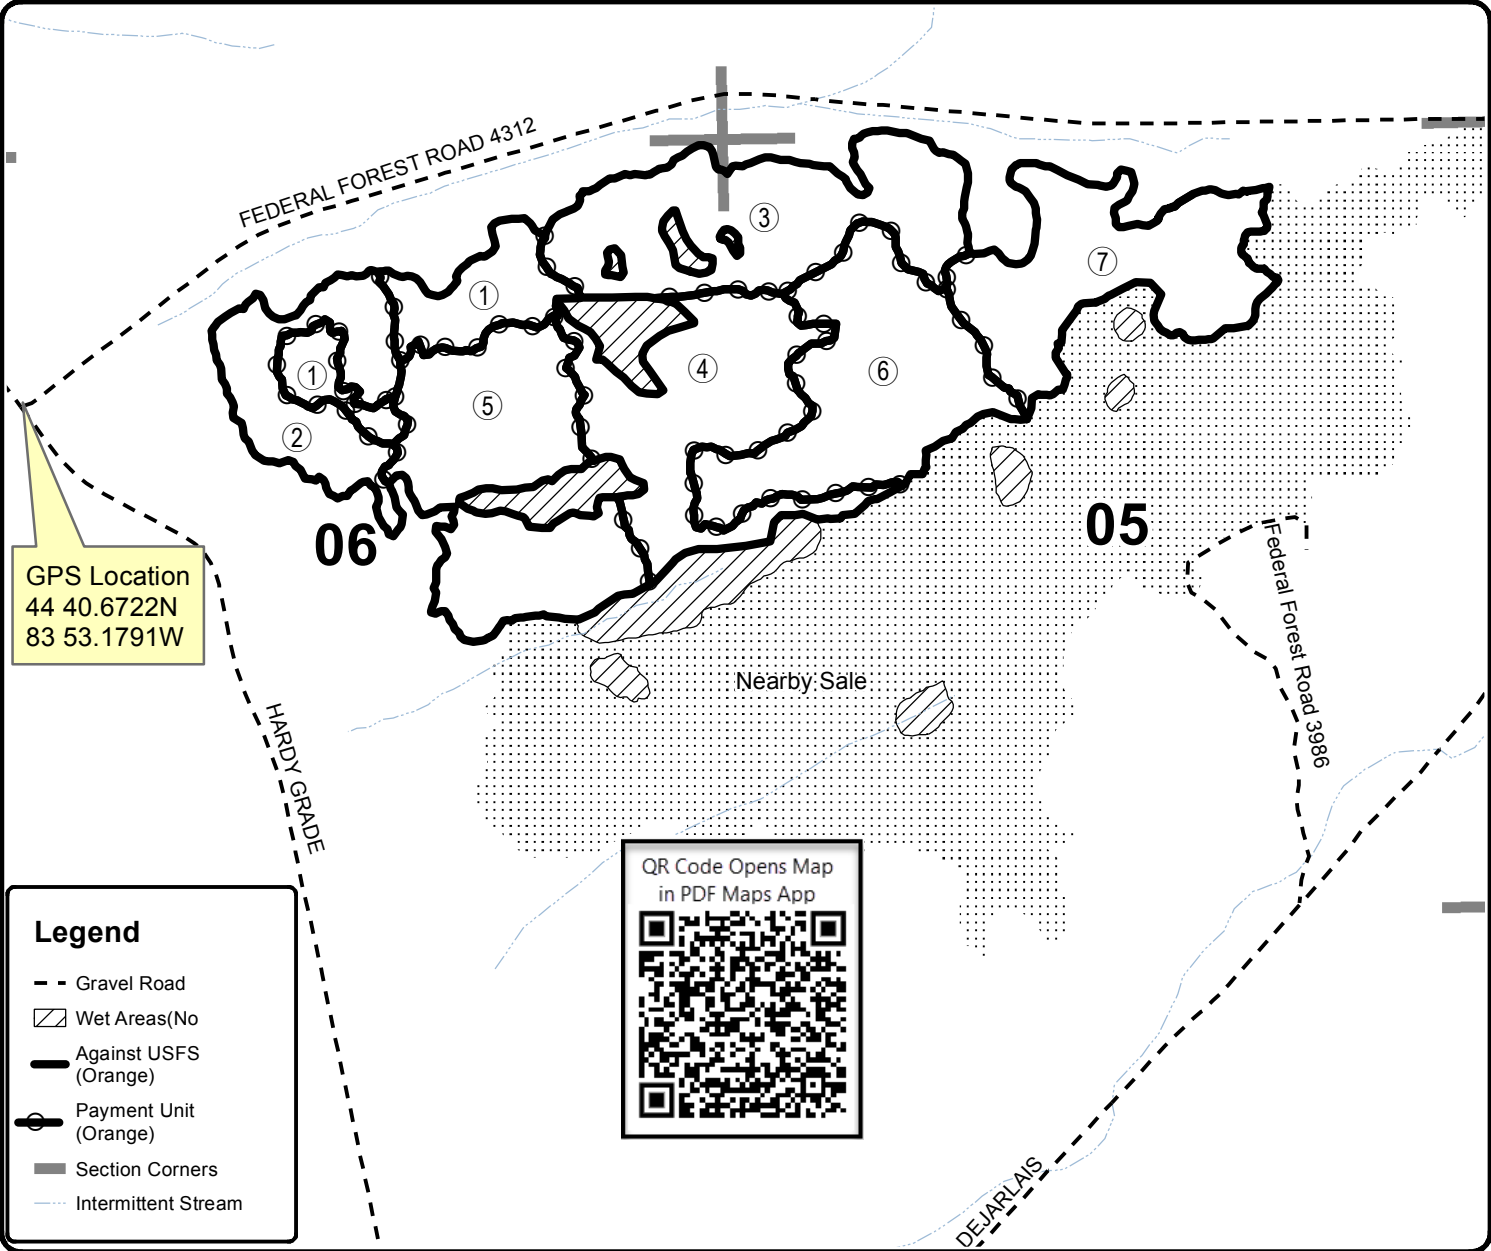 FEDERAL FOREST ROAD 4312
3
7
1
4
6
1
5
2
06
05
GPS Location
44 40.6722N
83 53.1791W
Federal Forest Road 3986
Nearby Sale
HARDY GRADE
QR Code Opens Map
in PDF Maps App
Legend
Gravel Road
Wet Areas(No
Against USFS
(Orange)
Payment Unit
(Orange)
Section Corners
Intermittent Stream
DEJARLAIS